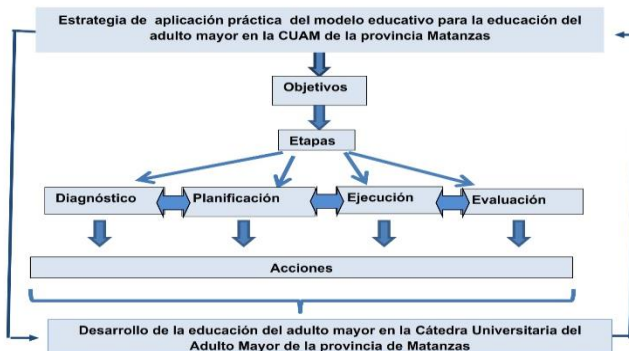 Estrategia de aplicación práctica del modelo educativo para la educación del
adulto mayor en la CUAM de la provincia Matanzas
Objetivos
Etapas
Diagnóstico
Planificación
Ejecución
Evaluación
Acciones
Desarrollo de la educación del adulto mayor en la Cátedra Universitaria del
Adulto Mayor de la provincia de Matanzas